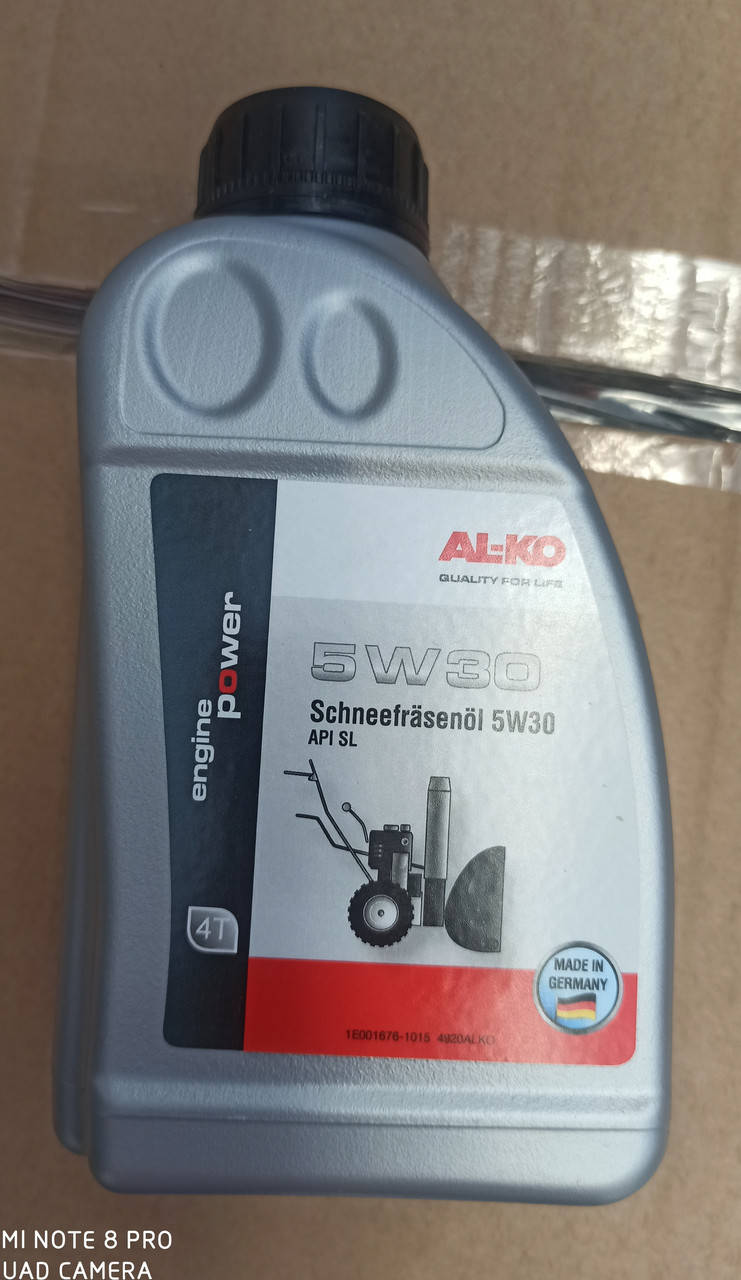 AL-KO
QUALITY FOR LIFE
5W30
Schneefräsenöl 5W30
API SL
engine
power
4T
MADE IN
GERMANY
1E001676-1015 4920ALKO
MI NOTE 8 PRO
UAD CAMERA